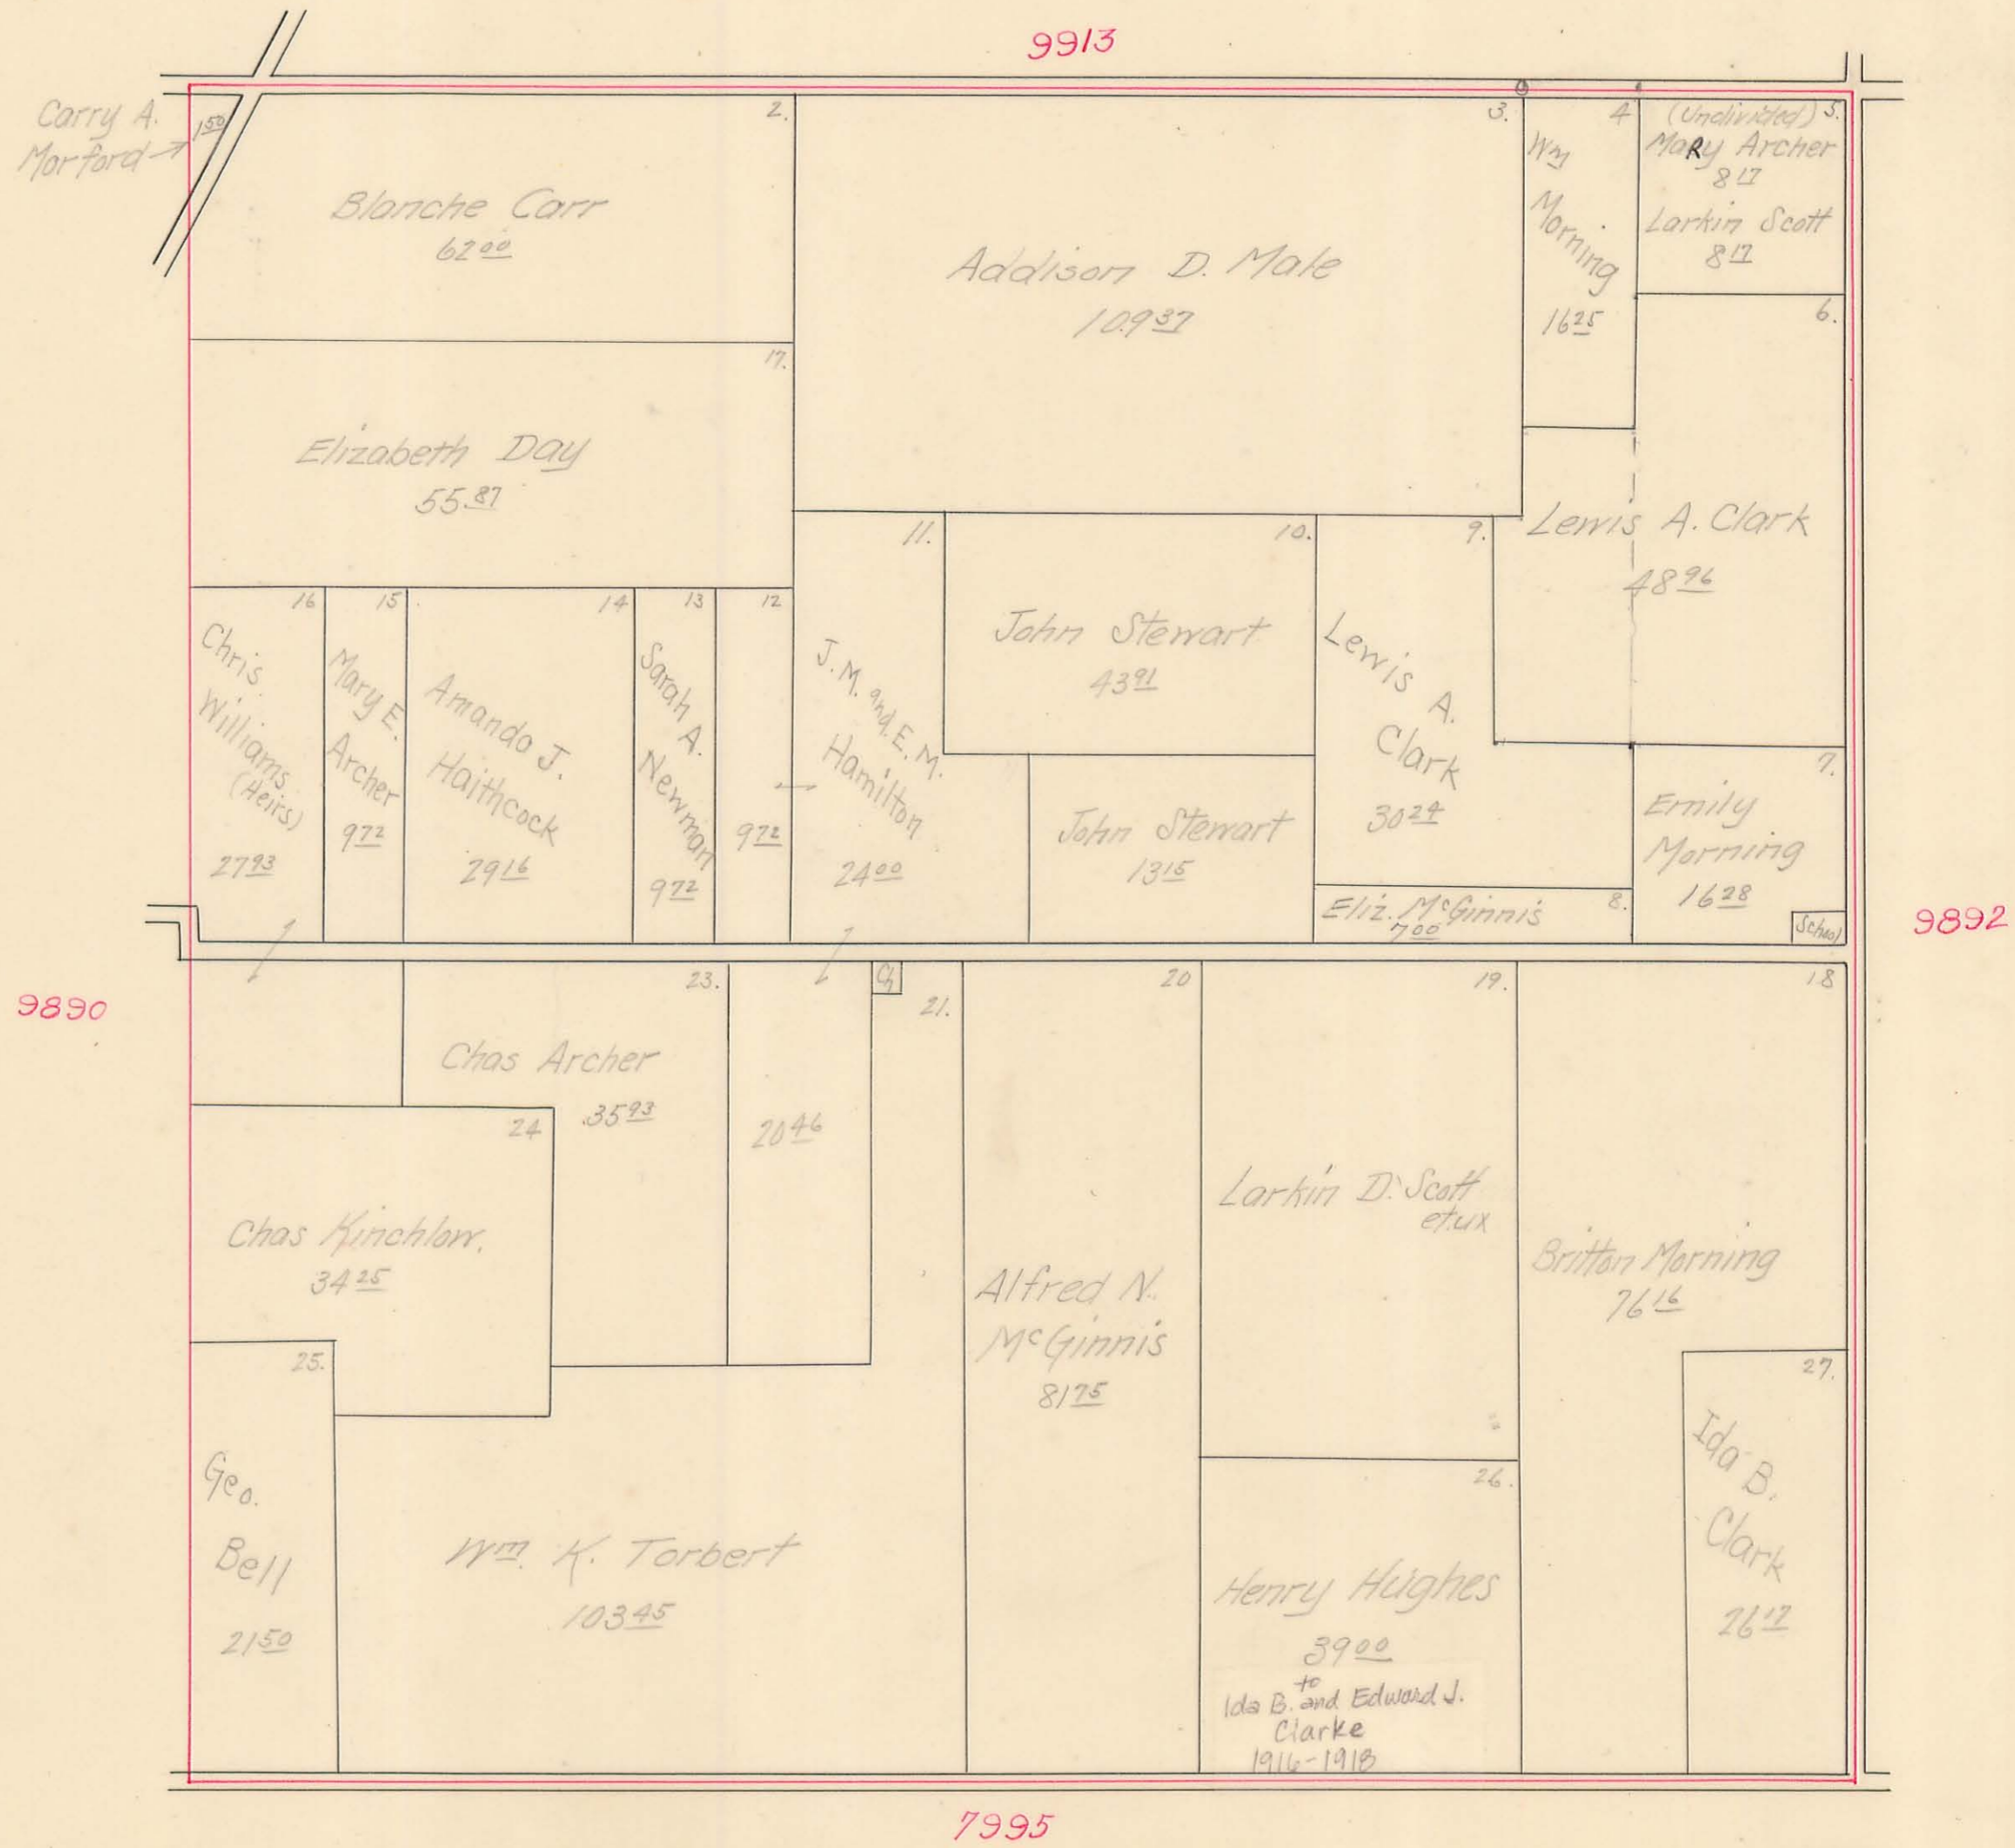 9913
Carry A.
Morford
1 50
2.
Blanche Carr
62 00
3.
Addison D. Male
109 37
4
Wm
Morning
16 25
(Undivided) 5.
Mary Archer
8 17
Larkin Scott
8 17
6.
Lewis A. Clark
48 96
17.
Elizabeth Day
55.87
16
Chris
Williams
(Heirs)
27 93
15
Mary E.
Archer
9 72
14
Amanda J.
Haithcock
29 16
13
Sarah A.
Newman
9 72
12
9 72
11.
J. M. and E. M.
Hamilton
24 00
10.
John Stewart
43 91
John Stewart
13 15
9.
Lewis A.
Clark
30 24
8.
Eliz. McGinnis
7 00
7.
Emily
Morning
16 28
School
9892
9890
23.
Chas Archer
35 93
20 46
Ch
21.
20
Alfred N.
McGinnis
81 75
19.
Larkin D. Scott
et.ux
18
Britton Morning
76 16
24
Chas Kinchlow.
34 25
25.
Geo.
Bell
21 50
Wm. K. Torbert
103 45
26.
Henry Hughes
39 00
to
Ida B. and Edward J.
Clarke
1916-1918
27.
Ida B.
Clark
26 17
7995